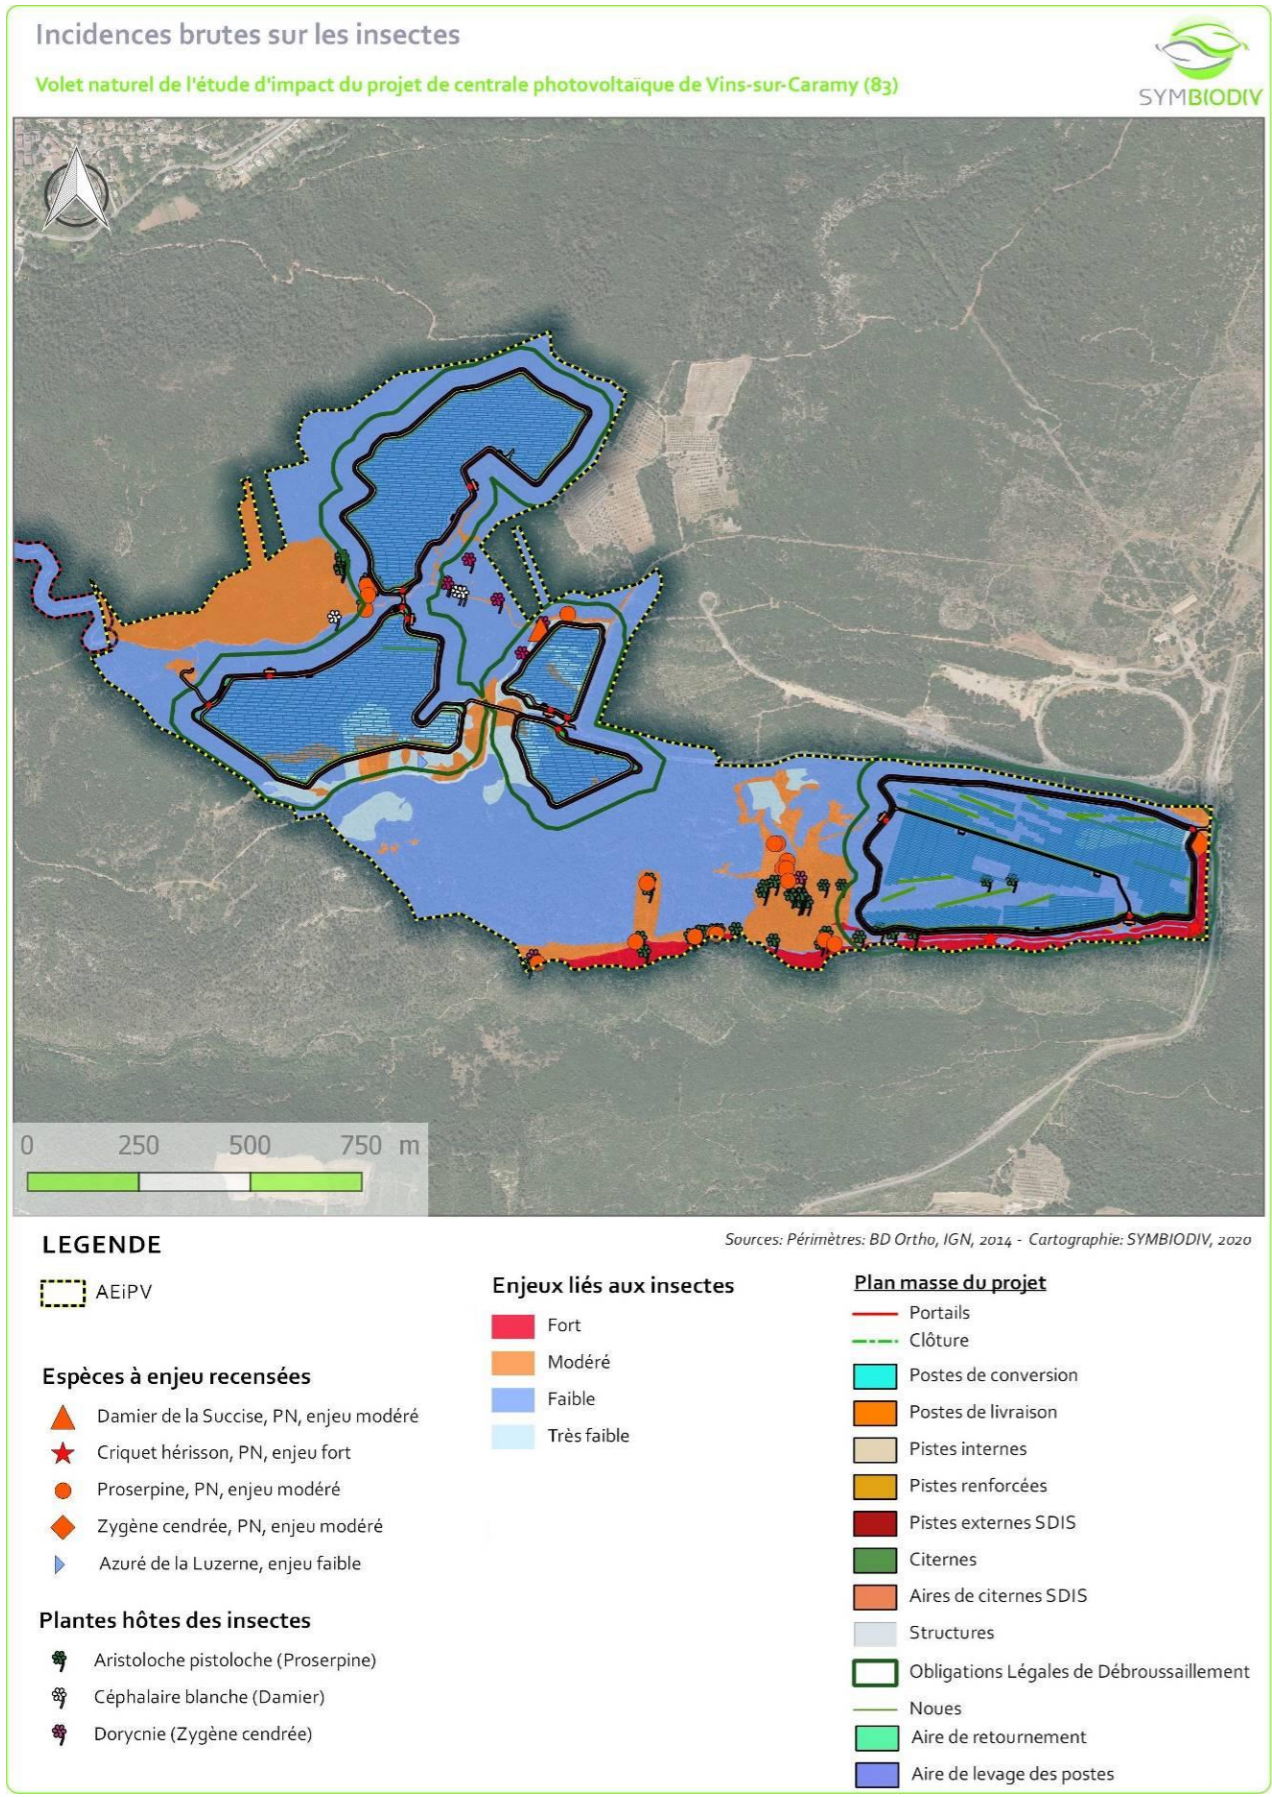 Incidences brutes sur les insectes
Volet naturel de l'étude d'impact du projet de centrale photovoltaïque de Vins-sur-Caramy (83)
SYMBIODIV
0 250 500 750 m
LEGENDE
Sources: Périmètres: BD Ortho, IGN, 2014 - Cartographie: SYMBIODIV, 2020
AEiPV
Espèces à enjeu recensées
Damier de la Succise, PN, enjeu modéré
Criquet hérisson, PN, enjeu fort
Proserpine, PN, enjeu modéré
Zygène cendrée, PN, enjeu modéré
Azuré de la Luzerne, enjeu faible
Plantes hôtes des insectes
Aristoloche pistoloche (Proserpine)
Céphalaire blanche (Damier)
Dorycnie (Zygène cendrée)
Enjeux liés aux insectes
Fort
Modéré
Faible
Très faible
Plan masse du projet
Portails
Clôture
Postes de conversion
Postes de livraison
Pistes internes
Pistes renforcées
Pistes externes SDIS
Citernes
Aires de citernes SDIS
Structures
Obligations Légales de Débroussaillement
Noues
Aire de retournement
Aire de levage des postes